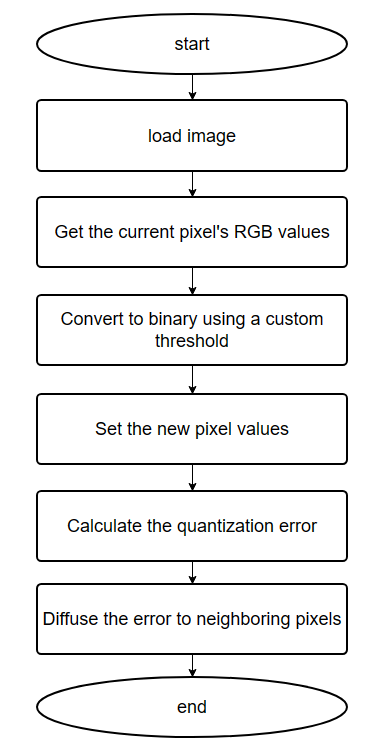 start
load image
Get the current pixel's RGB values
Convert to binary using a custom
threshold
Set the new pixel values
Calculate the quantization error
Diffuse the error to neighboring pixels
end